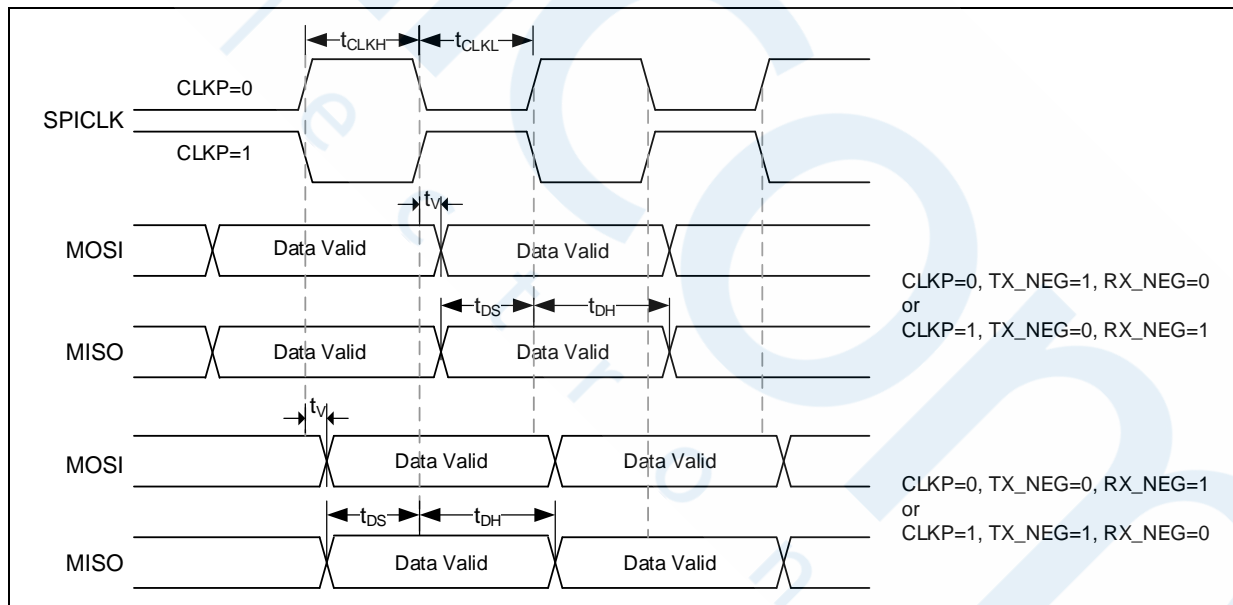 tCLKH tCLKL
CLKP=0
SPICLK
CLKP=1
tV
MOSI Data Valid Data Valid
CLKP=0, TX_NEG=1, RX_NEG=0
or
CLKP=1, TX_NEG=0, RX_NEG=1
tDS tDH
MISO Data Valid Data Valid
tV
MOSI Data Valid Data Valid
CLKP=0, TX_NEG=0, RX_NEG=1
or
CLKP=1, TX_NEG=1, RX_NEG=0
tDS tDH
MISO Data Valid Data Valid